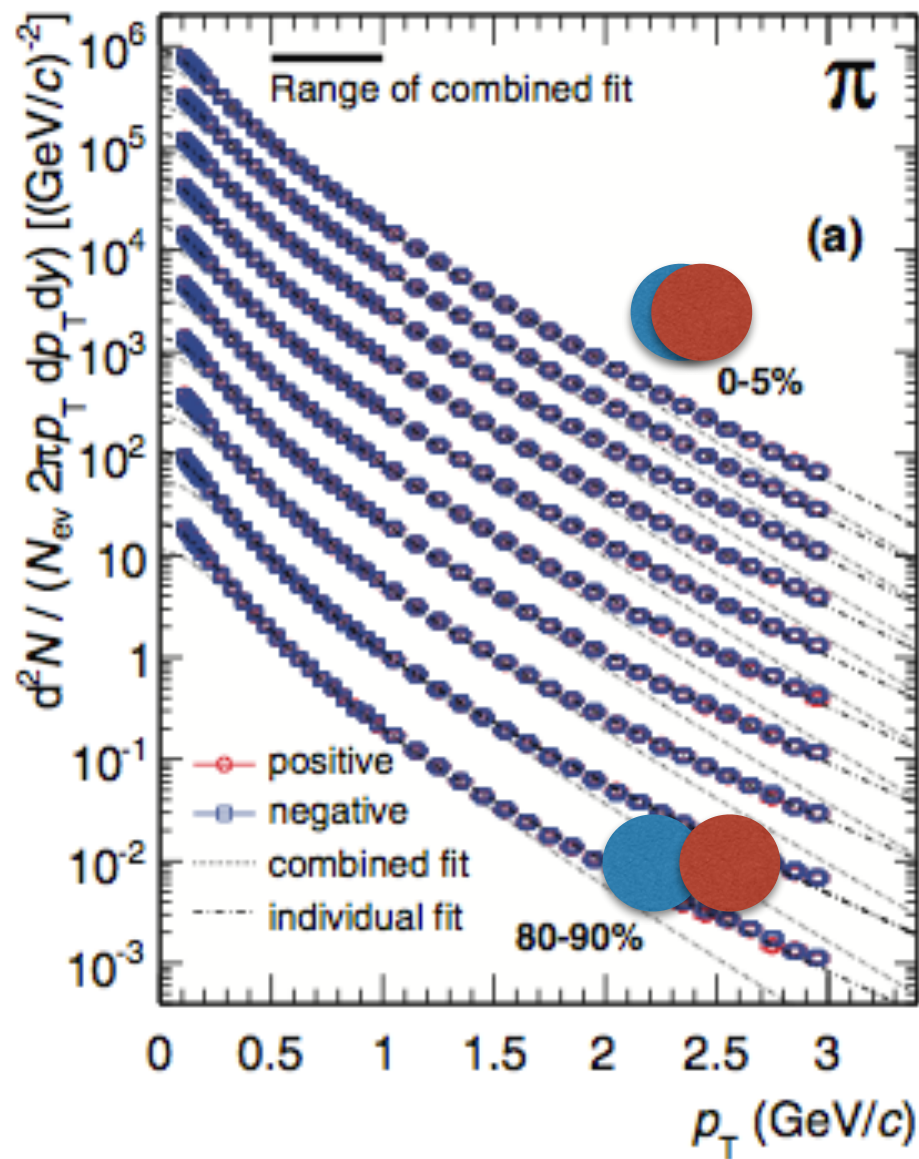 d²N / (N_ev 2πp_T dp_T dy) [(GeV/c)⁻²]
10⁶
10⁵
10⁴
10³
10²
10
1
10⁻¹
10⁻²
10⁻³
Range of combined fit
π
(a)
0-5%
positive
negative
combined fit
individual fit
80-90%
0 0.5 1 1.5 2 2.5 3
p_T (GeV/c)